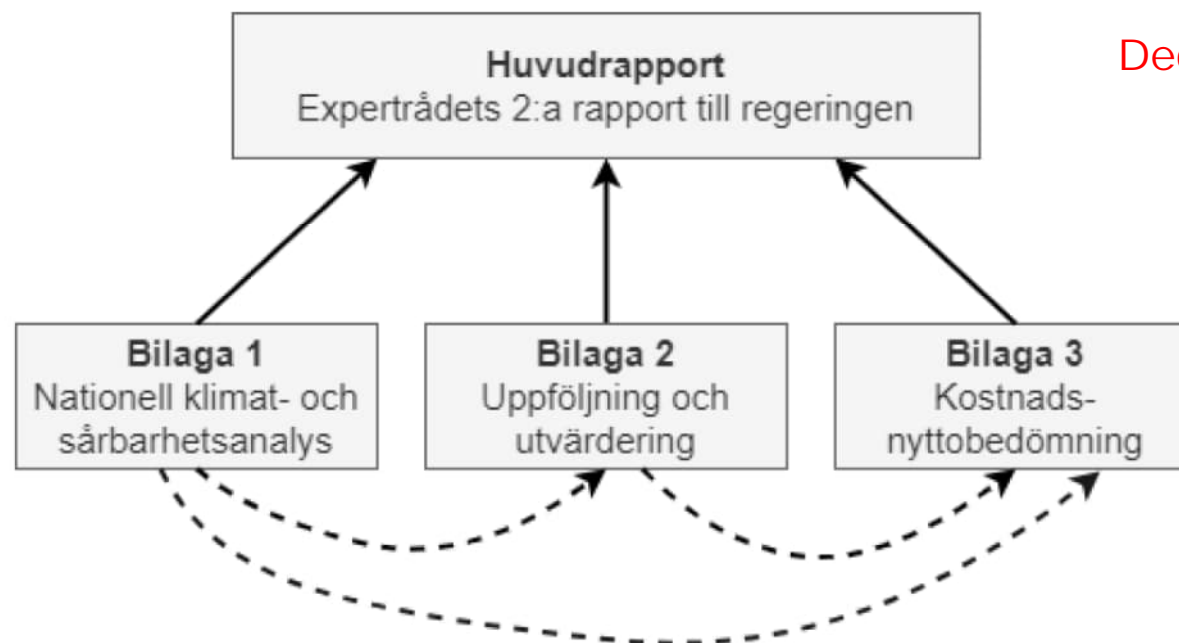 Huvudrapport
Expertrådets 2:a rapport till regeringen
Bilaga 1
Nationell klimat- och
sårbarhetsanalys
Bilaga 2
Uppföljning och
utvärdering
Bilaga 3
Kostnads-
nyttobedömning